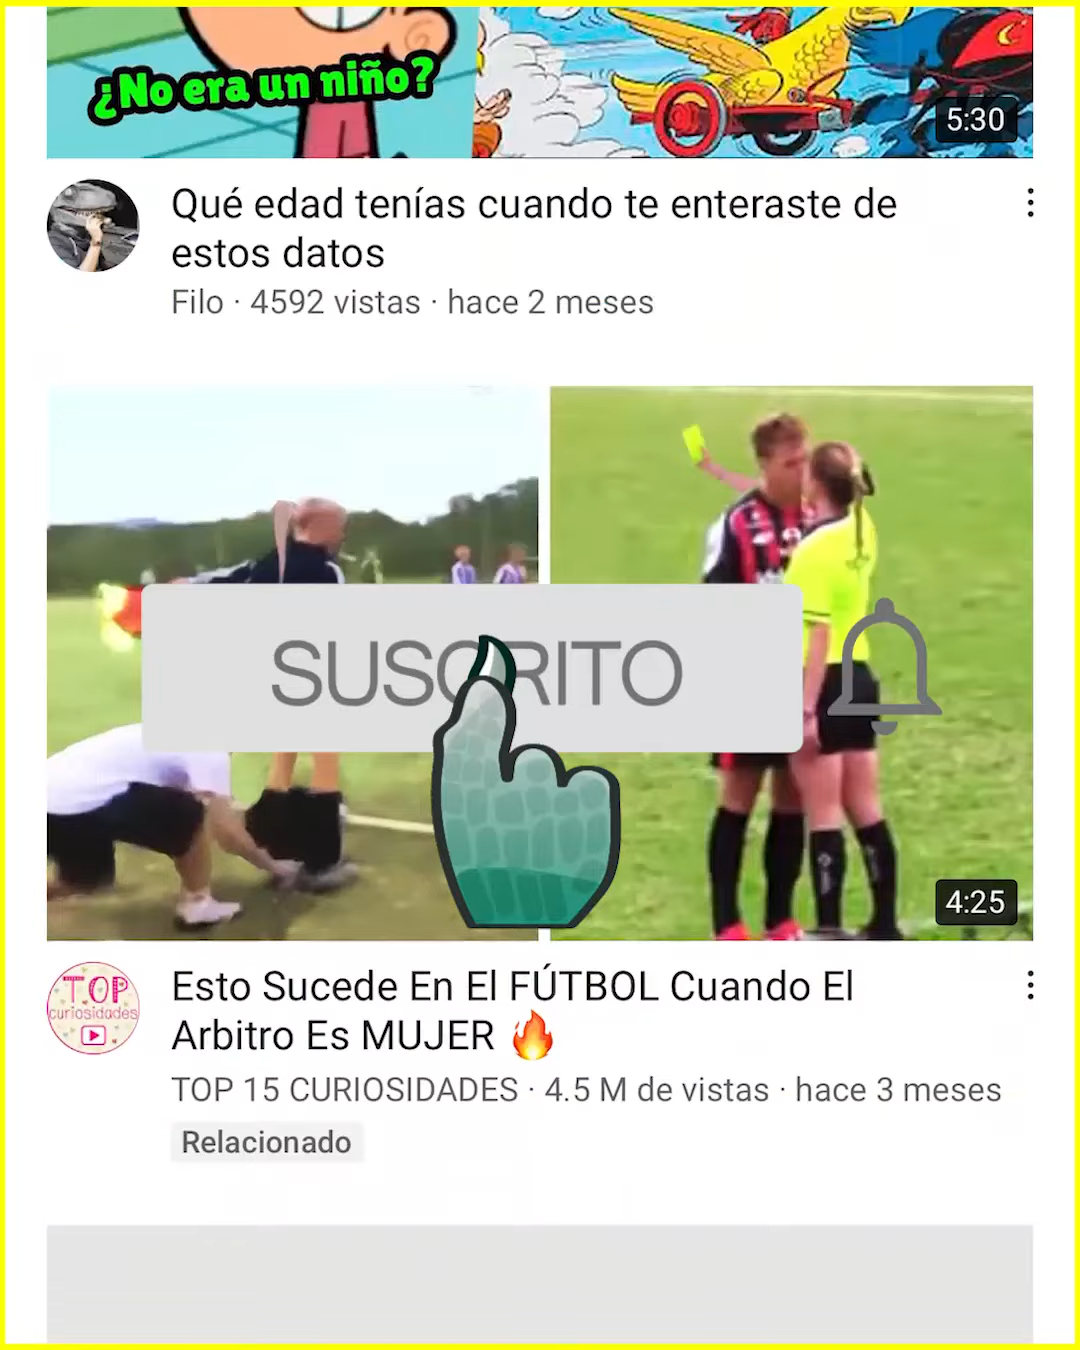 ¿No era un niño?
5:30
Qué edad tenías cuando te enteraste de
estos datos
Filo · 4592 vistas · hace 2 meses
SUSCRITO
4:25
TOP
curiosidades
Esto Sucede En El FÚTBOL Cuando El
Arbitro Es MUJER 🔥
TOP 15 CURIOSIDADES · 4.5 M de vistas · hace 3 meses
Relacionado